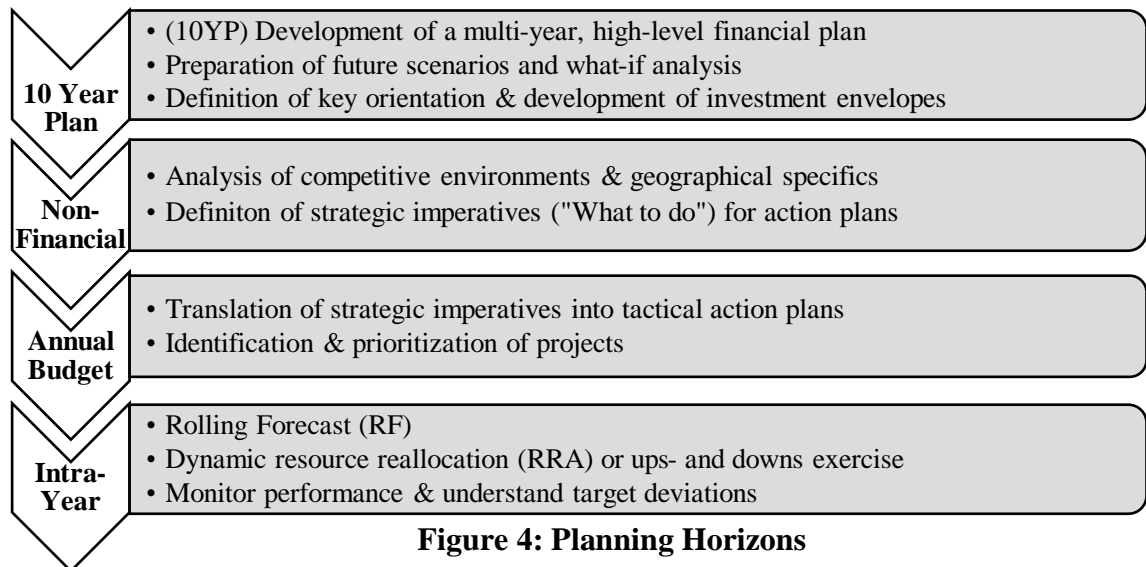 10 Year
Plan
• (10YP) Development of a multi-year, high-level financial plan
• Preparation of future scenarios and what-if analysis
• Definition of key orientation & development of investment envelopes
Non-
Financial
• Analysis of competitive environments & geographical specifics
• Definiton of strategic imperatives ("What to do") for action plans
Annual
Budget
• Translation of strategic imperatives into tactical action plans
• Identification & prioritization of projects
Intra-
Year
• Rolling Forecast (RF)
• Dynamic resource reallocation (RRA) or ups- and downs exercise
• Monitor performance & understand target deviations
Figure 4: Planning Horizons